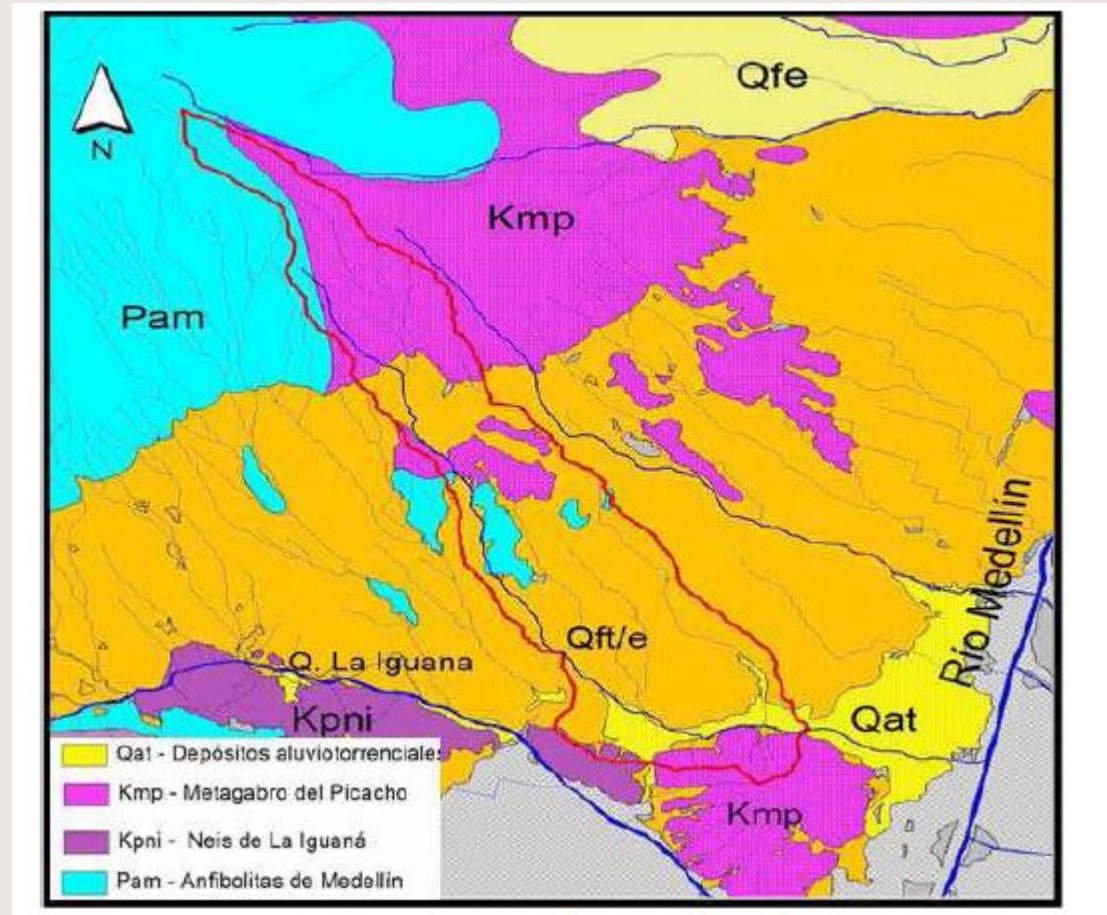 Qfe
N
Kmp
Pam
Río Medellín
Qft/e
Q. La Iguana
Kpni
Qat
Kmp
Qat - Depósitos aluviotorrenciales
Kmp - Metagabro del Picacho
Kpni - Neis de La Iguaná
Pam - Anfibolitas de Medellín